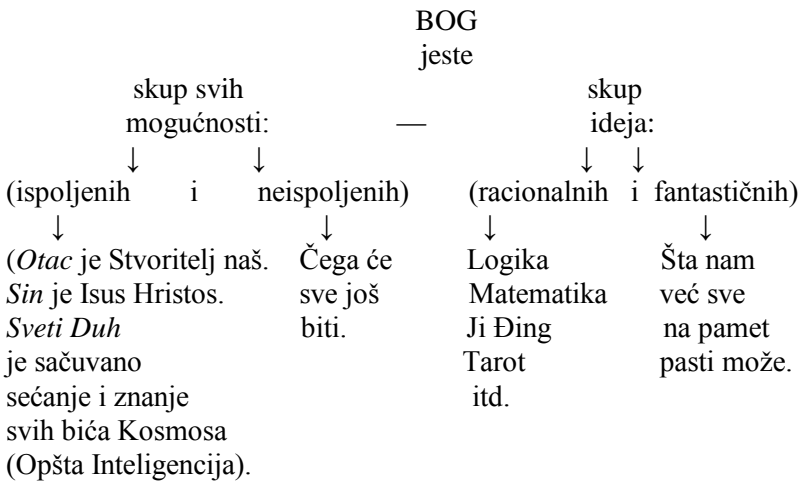 BOG
jeste
skup svih skup
mogućnosti: — ideja:
↓ ↓ ↓ ↓
(ispoljenih i neispoljenih) (racionalnih i fantastičnih)
↓ ↓ ↓ ↓
(Otac je Stvoritelj naš. Čega će Logika Šta nam
Sin je Isus Hristos. sve još Matematika već sve
Sveti Duh biti. Ji Đing na pamet
je sačuvano Tarot pasti može.
sećanje i znanje itd.
svih bića Kosmosa
(Opšta Inteligencija).